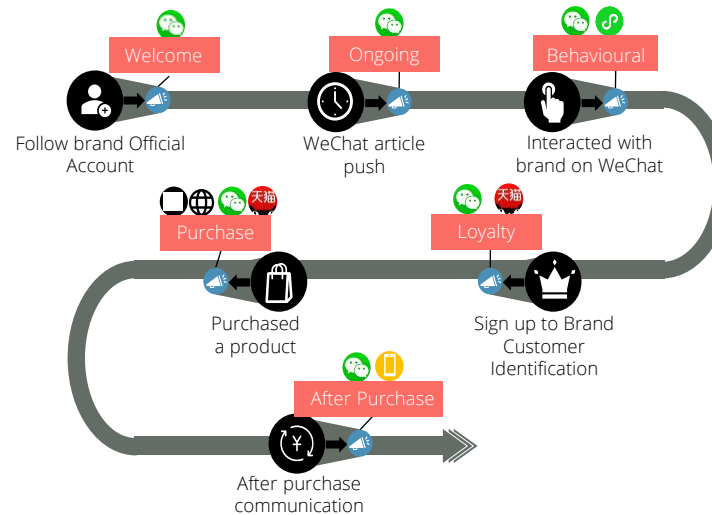 Welcome
Ongoing
Behavioural
Follow brand Official
Account
WeChat article
push
Interacted with
brand on WeChat
天猫
天猫
Purchase
Loyalty
Purchased
a product
Sign up to Brand
Customer
Identification
After Purchase
¥
After purchase
communication